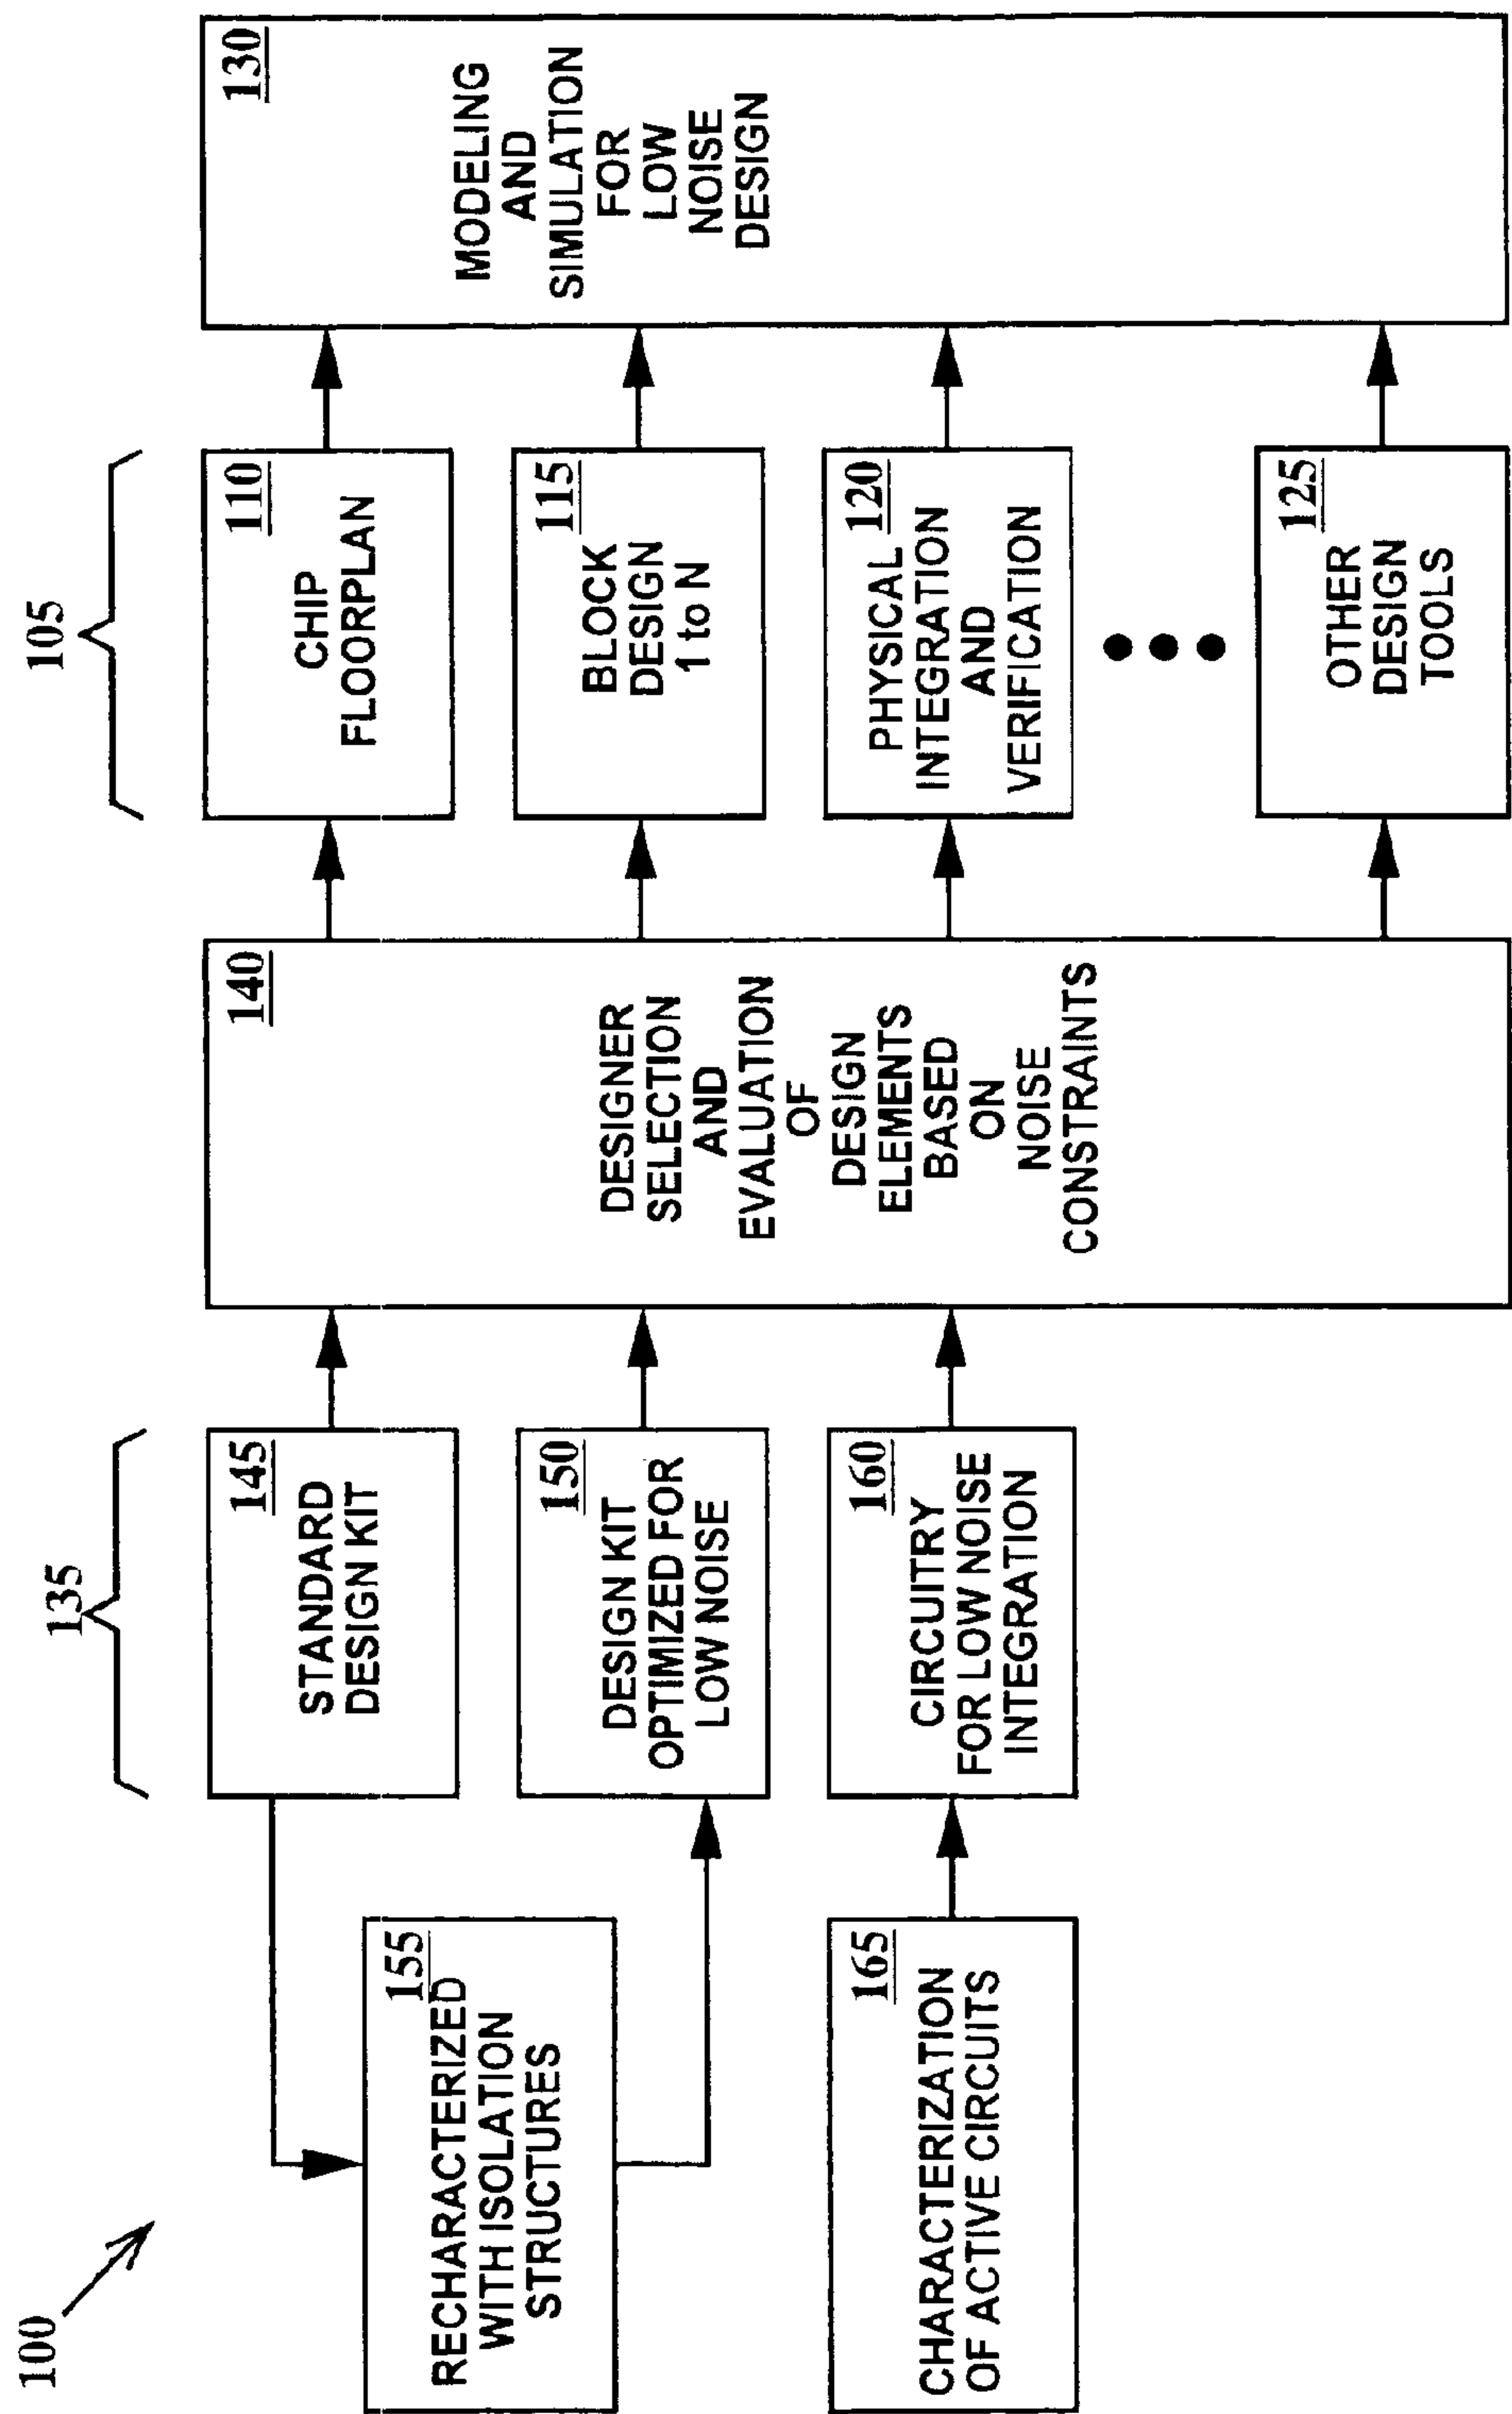 100
135
105
155
RECHARACTERIZED
WITH ISOLATION
STRUCTURES
165
CHARACTERIZATION
OF ACTIVE CIRCUITS
145
STANDARD
DESIGN KIT
150
DESIGN KIT
OPTIMIZED FOR
LOW NOISE
160
CIRCUITRY
FOR LOW NOISE
INTEGRATION
140
DESIGNER
SELECTION
AND
EVALUATION
OF
DESIGN
ELEMENTS
BASED
ON
NOISE
CONSTRAINTS
110
CHIP
FLOORPLAN
115
BLOCK
DESIGN
1 to N
120
PHYSICAL
INTEGRATION
AND
VERIFICATION
125
OTHER
DESIGN
TOOLS
130
MODELING
AND
SIMULATION
FOR
LOW
NOISE
DESIGN